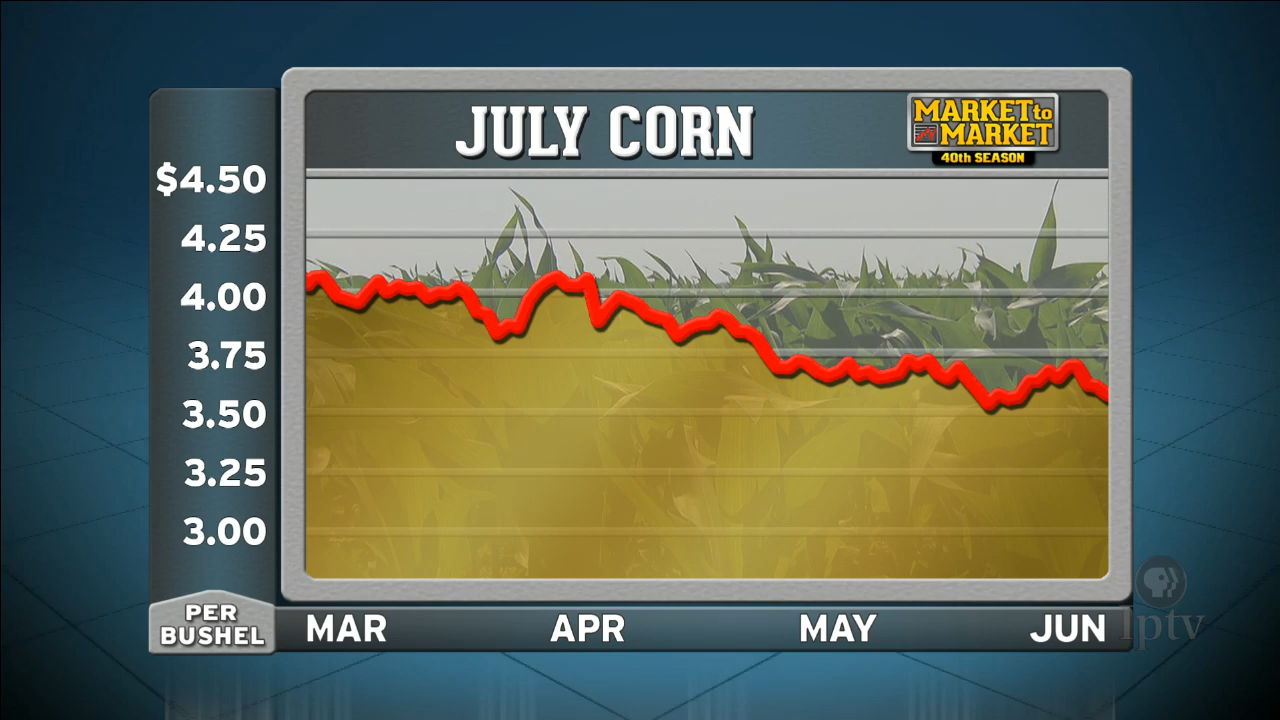 JULY CORN
MARKET to
MARKET
40th SEASON
$4.50
4.25
4.00
3.75
3.50
3.25
3.00
PER
BUSHEL
MAR APR MAY JUN
iptv